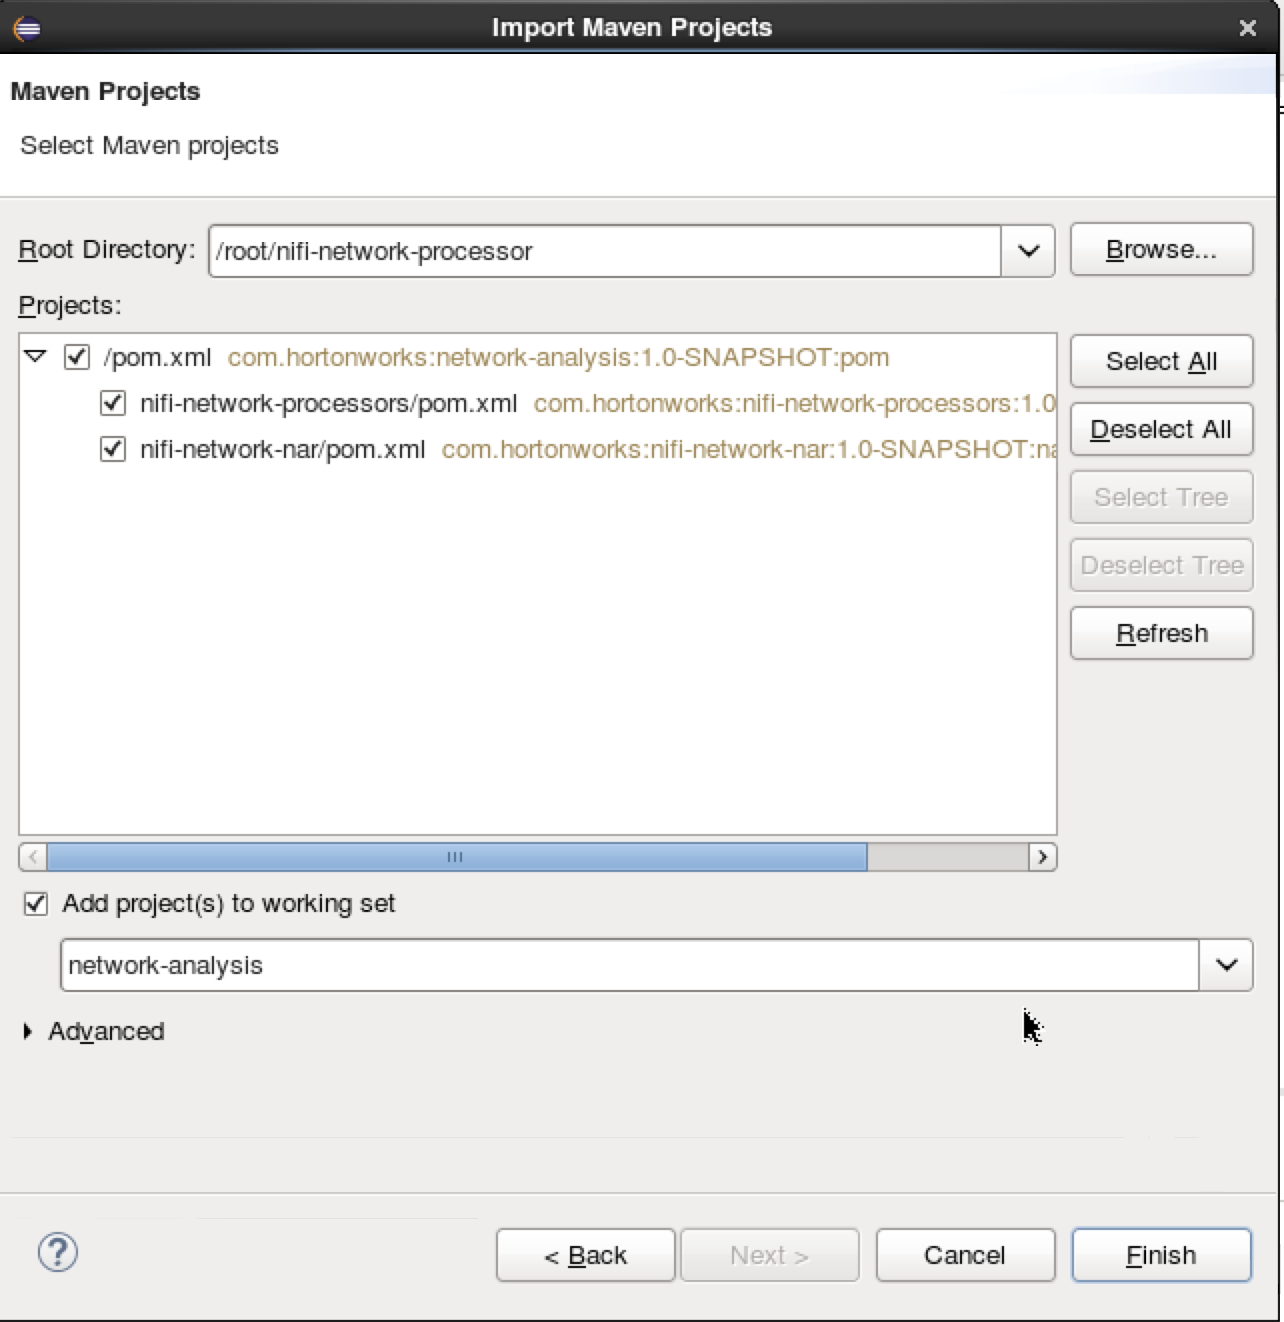 Import Maven Projects
Maven Projects
Select Maven projects
Root Directory: /root/nifi-network-processor Browse...
Projects:
/pom.xml com.hortonworks:network-analysis:1.0-SNAPSHOT:pom
nifi-network-processors/pom.xml com.hortonworks:nifi-network-processors:1.0
nifi-network-nar/pom.xml com.hortonworks:nifi-network-nar:1.0-SNAPSHOT:na
Select All
Deselect All
Select Tree
Deselect Tree
Refresh
Add project(s) to working set
network-analysis
Advanced
? < Back Next > Cancel Finish